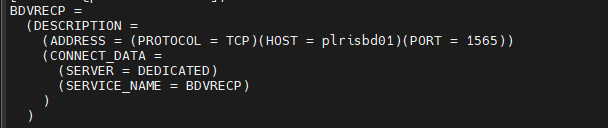 BDVRECP =
  (DESCRIPTION =
    (ADDRESS = (PROTOCOL = TCP)(HOST = plrisbd01)(PORT = 1565))
    (CONNECT_DATA =
      (SERVER = DEDICATED)
      (SERVICE_NAME = BDVRECP)
    )
  )